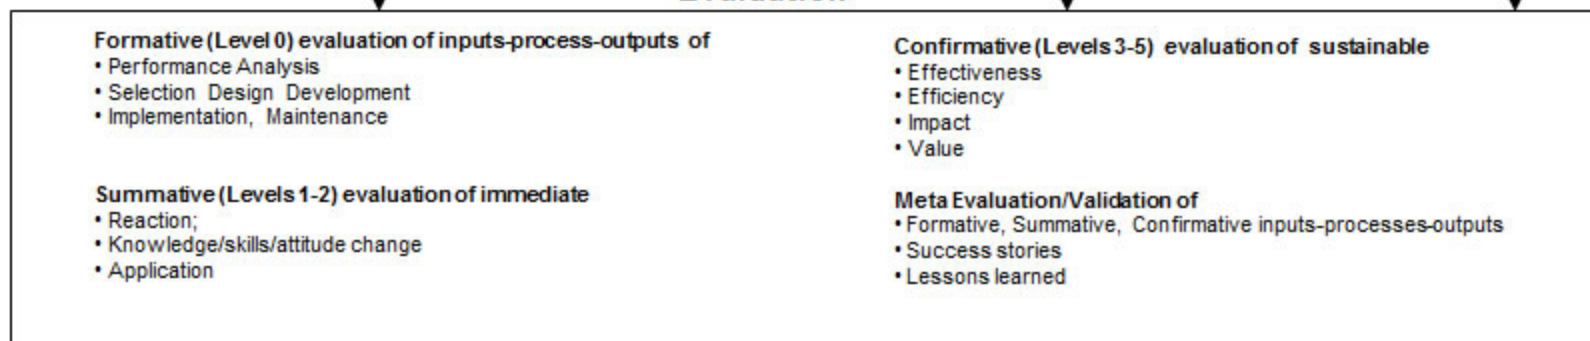 Formative (Level 0) evaluation of inputs-process-outputs of
• Performance Analysis
• Selection Design Development
• Implementation, Maintenance
Summative (Levels 1-2) evaluation of immediate
• Reaction;
• Knowledge/skills/attitude change
• Application
Confirmative (Levels 3-5) evaluation of sustainable
• Effectiveness
• Efficiency
• Impact
• Value
Meta Evaluation/Validation of
• Formative, Summative, Confirmative inputs-processes-outputs
• Success stories
• Lessons learned